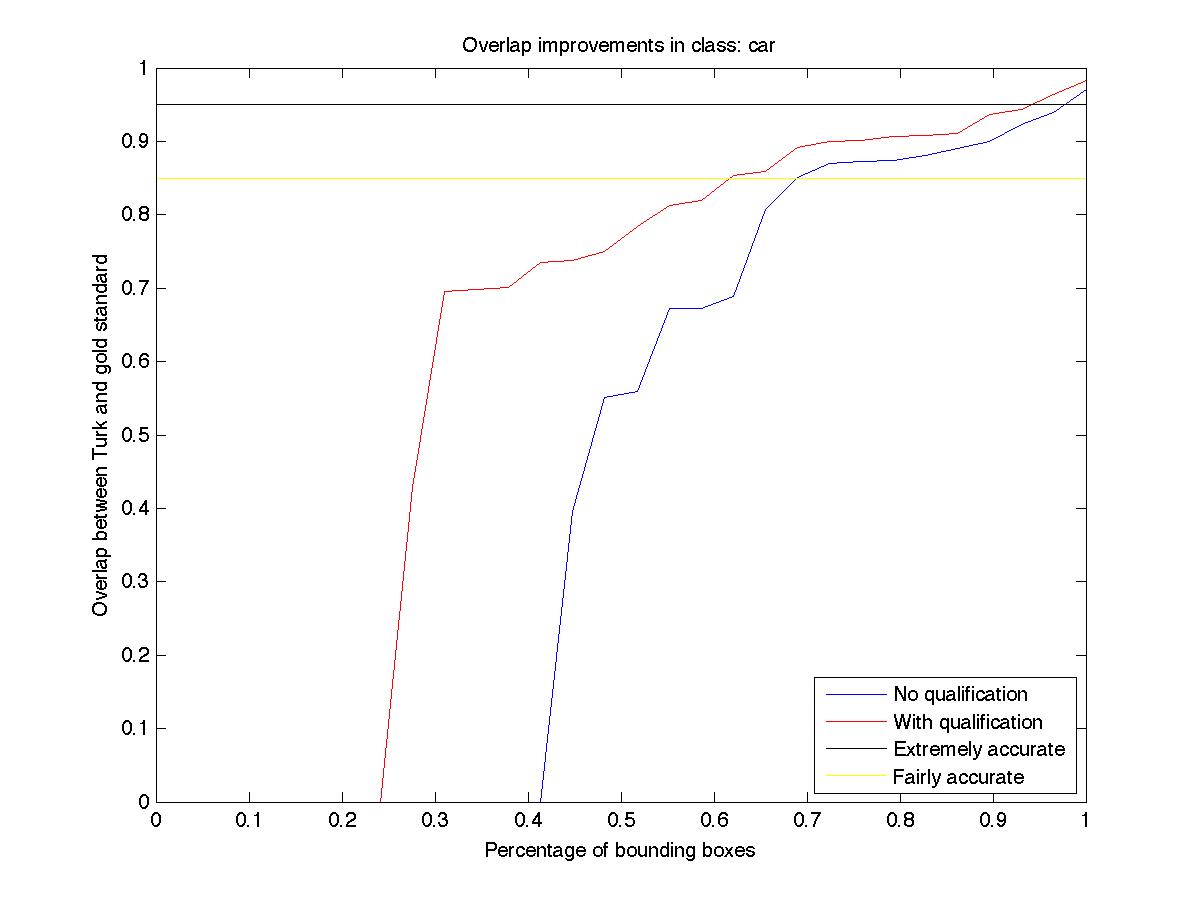 Overlap improvements in class: car
1
0.9
0.8
0.7
0.6
0.5
0.4
0.3
0.2
0.1
0
Overlap between Turk and gold standard
No qualification
With qualification
Extremely accurate
Fairly accurate
0 0.1 0.2 0.3 0.4 0.5 0.6 0.7 0.8 0.9 1
Percentage of bounding boxes